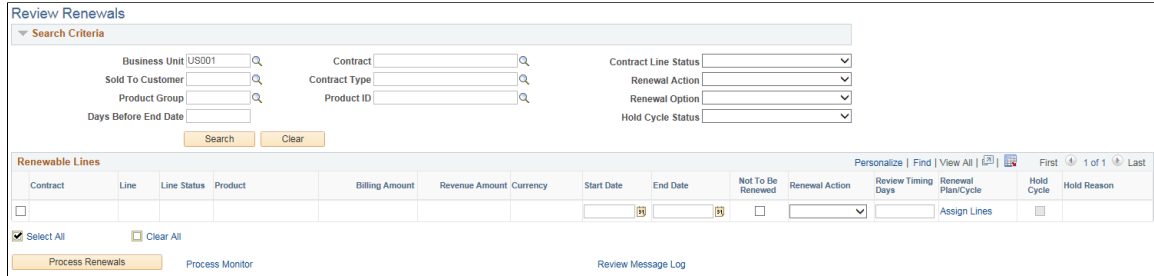 Review Renewals
Search Criteria
Business Unit US001 Contract Contract Line Status
Sold To Customer Contract Type Renewal Action
Product Group Product ID Renewal Option
Days Before End Date Hold Cycle Status
Search Clear
Renewable Lines Personalize | Find | View All | First 1 of 1 Last
Contract Line Line Status Product Billing Amount Revenue Amount Currency Start Date End Date Not To Be Renewed Renewal Action Review Timing Days Renewal Plan/Cycle Hold Cycle Hold Reason
Assign Lines
Select All Clear All
Process Renewals Process Monitor Review Message Log